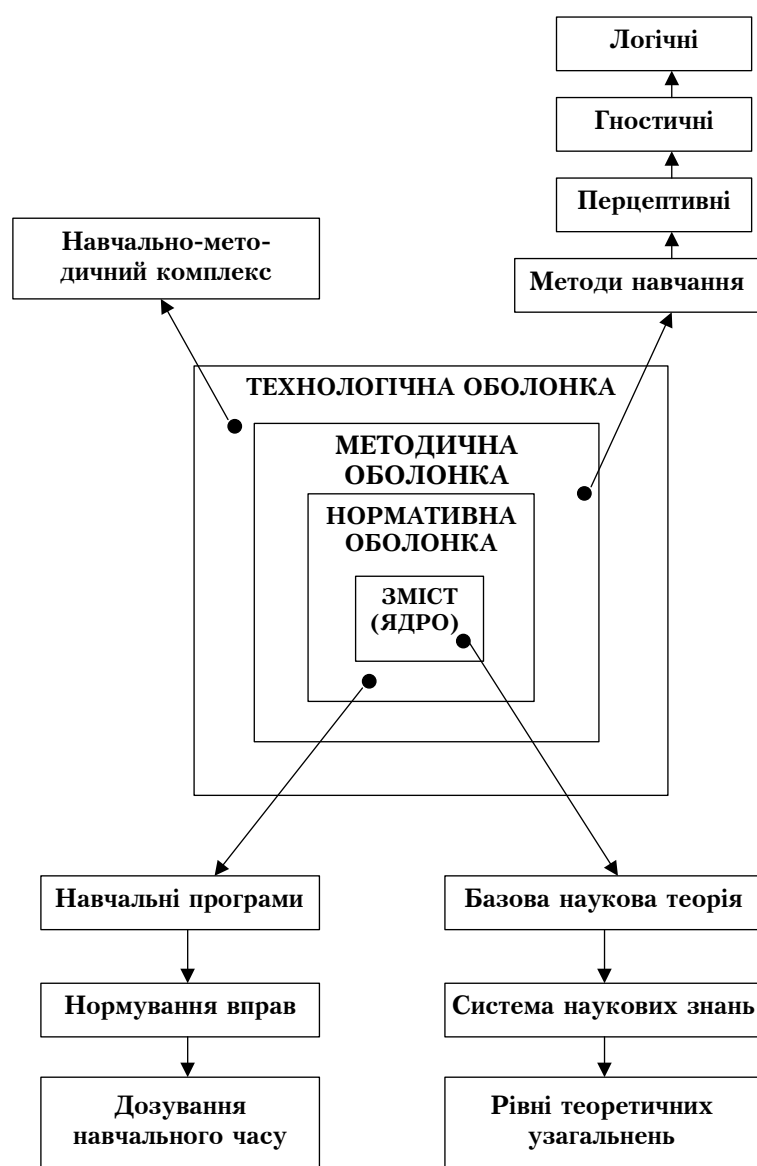 Логічні
Гностичні
Перцептивні
Навчально-мето-
дичний комплекс
Методи навчання
ТЕХНОЛОГІЧНА ОБОЛОНКА
МЕТОДИЧНА
ОБОЛОНКА
НОРМАТИВНА
ОБОЛОНКА
ЗМІСТ
(ЯДРО)
Навчальні програми
Базова наукова теорія
Нормування вправ
Система наукових знань
Дозування
навчального часу
Рівні теоретичних
узагальнень